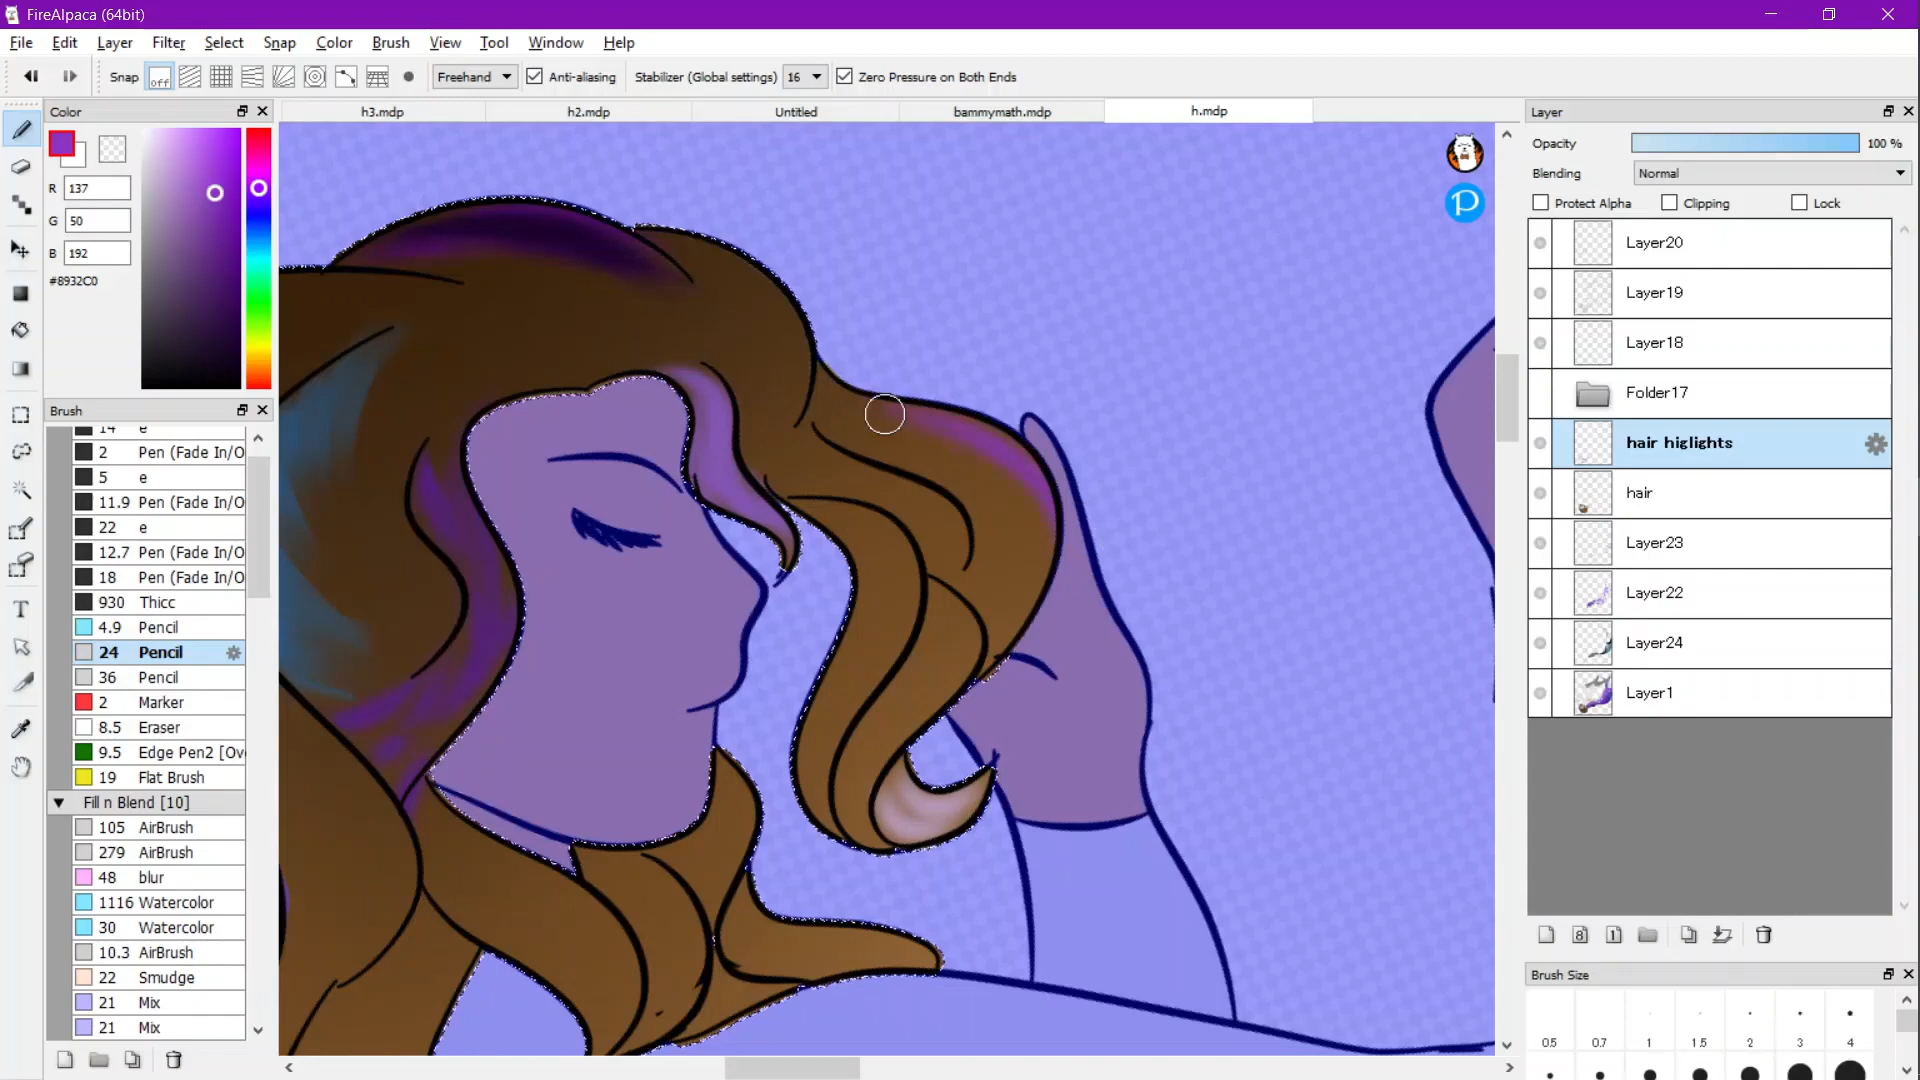 FireAlpaca (64bit)
File Edit Layer Filter Select Snap Color Brush View Tool Window Help
Snap off Freehand Anti-aliasing Stabilizer (Global settings) 16 Zero Pressure on Both Ends
Color
h3.mdp h2.mdp Untitled bammymath.mdp h.mdp
Layer
Opacity 100 %
Blending Normal
Protect Alpha Clipping Lock
R 137
G 50
B 192
#8932C0
P
Layer20
Layer19
Layer18
Folder17
hair higlights
hair
Layer23
Layer22
Layer24
Layer1
Brush
14 e
2 Pen (Fade In/O
5 e
11.9 Pen (Fade In/O
22 e
12.7 Pen (Fade In/O
18 Pen (Fade In/O
930 Thicc
4.9 Pencil
24 Pencil
36 Pencil
2 Marker
8.5 Eraser
9.5 Edge Pen2 [Ov
19 Flat Brush
Fill n Blend [10]
105 AirBrush
279 AirBrush
48 blur
1116 Watercolor
30 Watercolor
10.3 AirBrush
22 Smudge
21 Mix
21 Mix
T
8 1
Brush Size
0.5 0.7 1 1.5 2 3 4